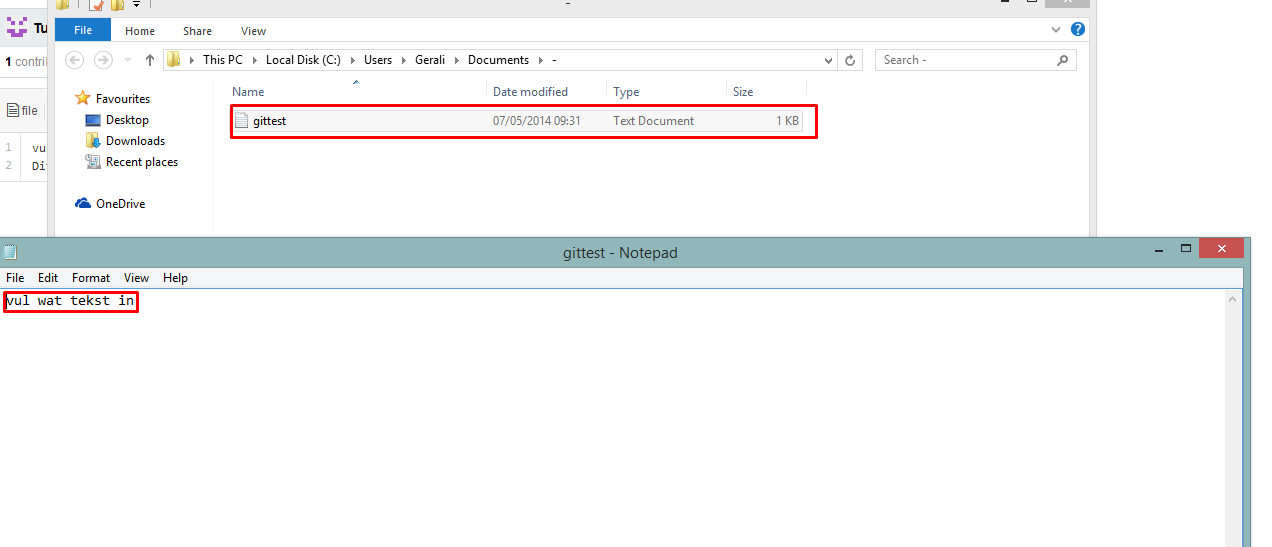 -
File Home Share View
This PC Local Disk (C:) Users Gerali Documents -
Search -
Tu
1 contrib
file
1 vu
2 Di
Favourites
Desktop
Downloads
Recent places
OneDrive
Name Date modified Type Size
gittest 07/05/2014 09:31 Text Document 1 KB
gittest - Notepad
File Edit Format View Help
vul wat tekst in